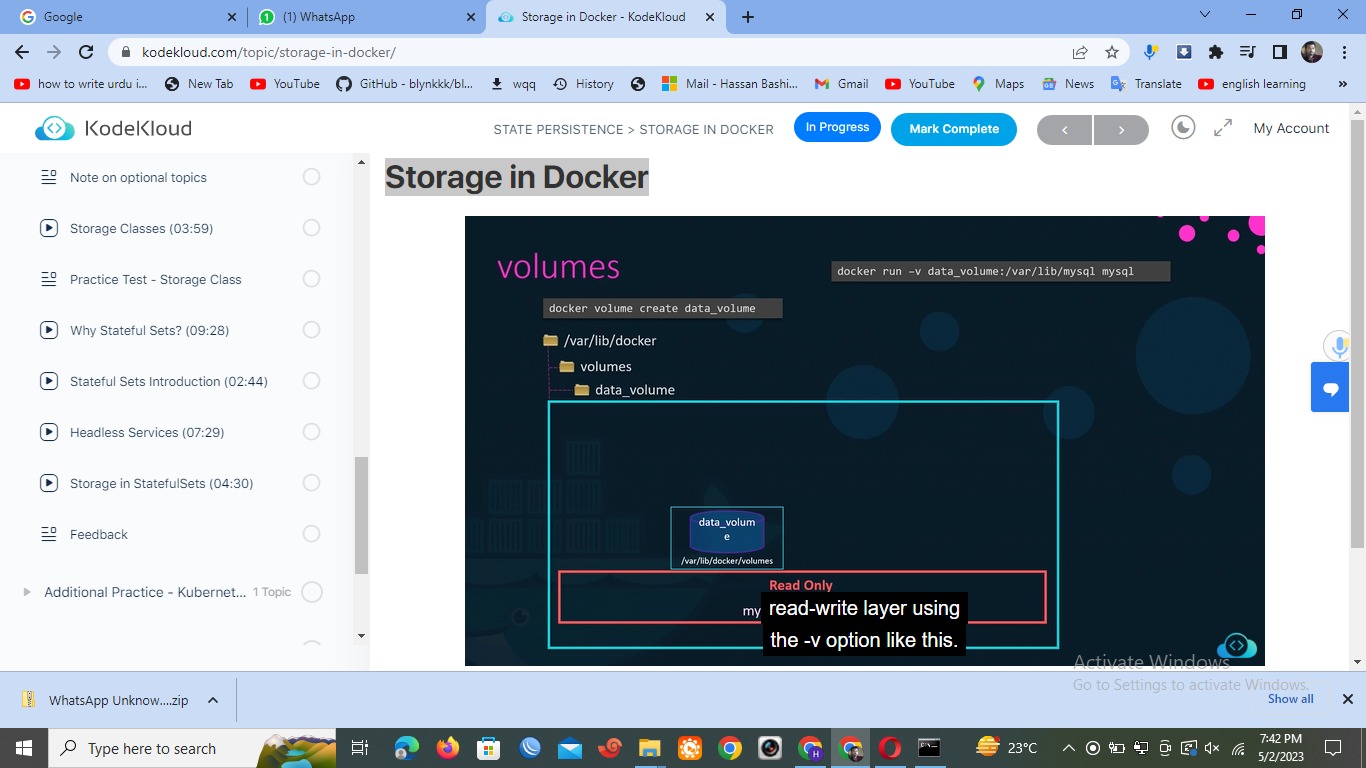 Google
(1) WhatsApp
Storage in Docker - KodeKloud
kodekloud.com/topic/storage-in-docker/
how to write urdu i...
New Tab
YouTube
GitHub - blynkkk/bl...
wqq
History
Mail - Hassan Bashi...
Gmail
YouTube
Maps
News
Translate
english learning
»
KodeKloud
STATE PERSISTENCE > STORAGE IN DOCKER
In Progress
Mark Complete
My Account
Note on optional topics
Storage Classes (03:59)
Practice Test - Storage Class
Why Stateful Sets? (09:28)
Stateful Sets Introduction (02:44)
Headless Services (07:29)
Storage in StatefulSets (04:30)
Feedback
Additional Practice - Kubernet... 1 Topic
Storage in Docker
volumes
docker run –v data_volume:/var/lib/mysql mysql
docker volume create data_volume
/var/lib/docker
volumes
data_volume
data_volum
e
/var/lib/docker/volumes
Read Only
my
read-write layer using
the -v option like this.
Activate Windows
Go to Settings to activate Windows.
WhatsApp Unknow....zip
Show all
Type here to search
H
23°C
7:42 PM
5/2/2023